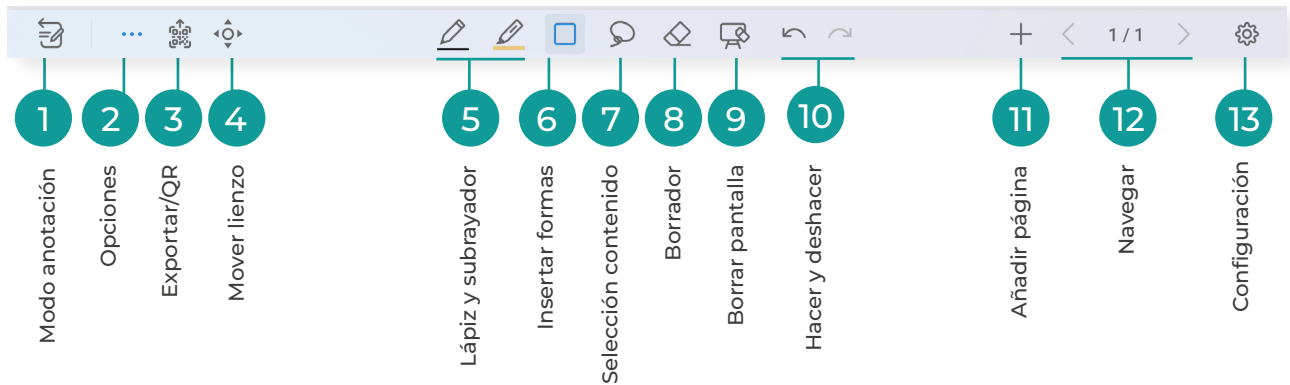 1 / 1
1
2
3
4
5
6
7
8
9
10
11
12
13
Modo anotación
Opciones
Exportar/QR
Mover lienzo
Lápiz y subrayador
Insertar formas
Selección contenido
Borrador
Borrar pantalla
Hacer y deshacer
Añadir página
Navegar
Configuración